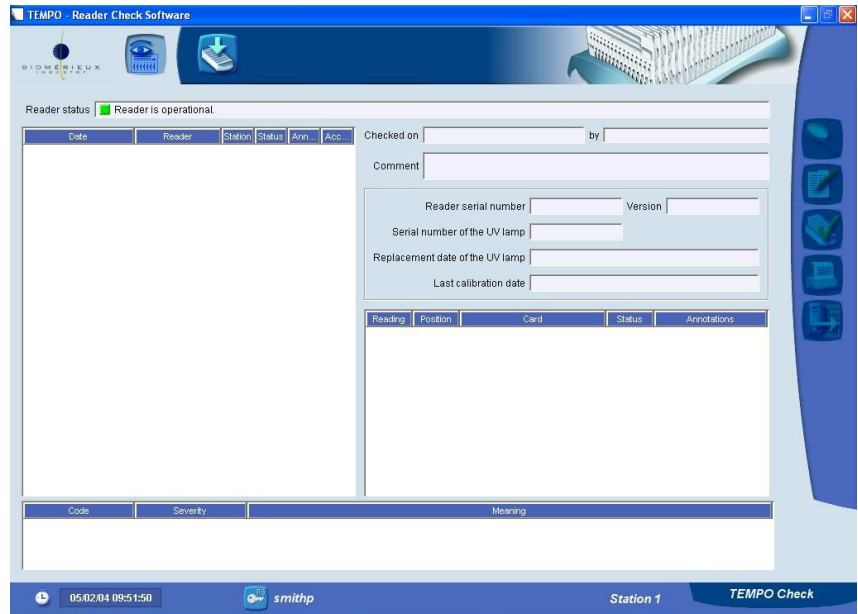 TEMPO - Reader Check Software
BIOMÉRIEUX
INDUSTRY
Reader status Reader is operational.
Date Reader Station Status Ann... Acc...
Checked on by
Comment
Reader serial number Version
Serial number of the UV lamp
Replacement date of the UV lamp
Last calibration date
Reading Position Card Status Annotations
Code Severity Meaning
05/02/04 09:51:50 F9 smithp Station 1 TEMPO Check